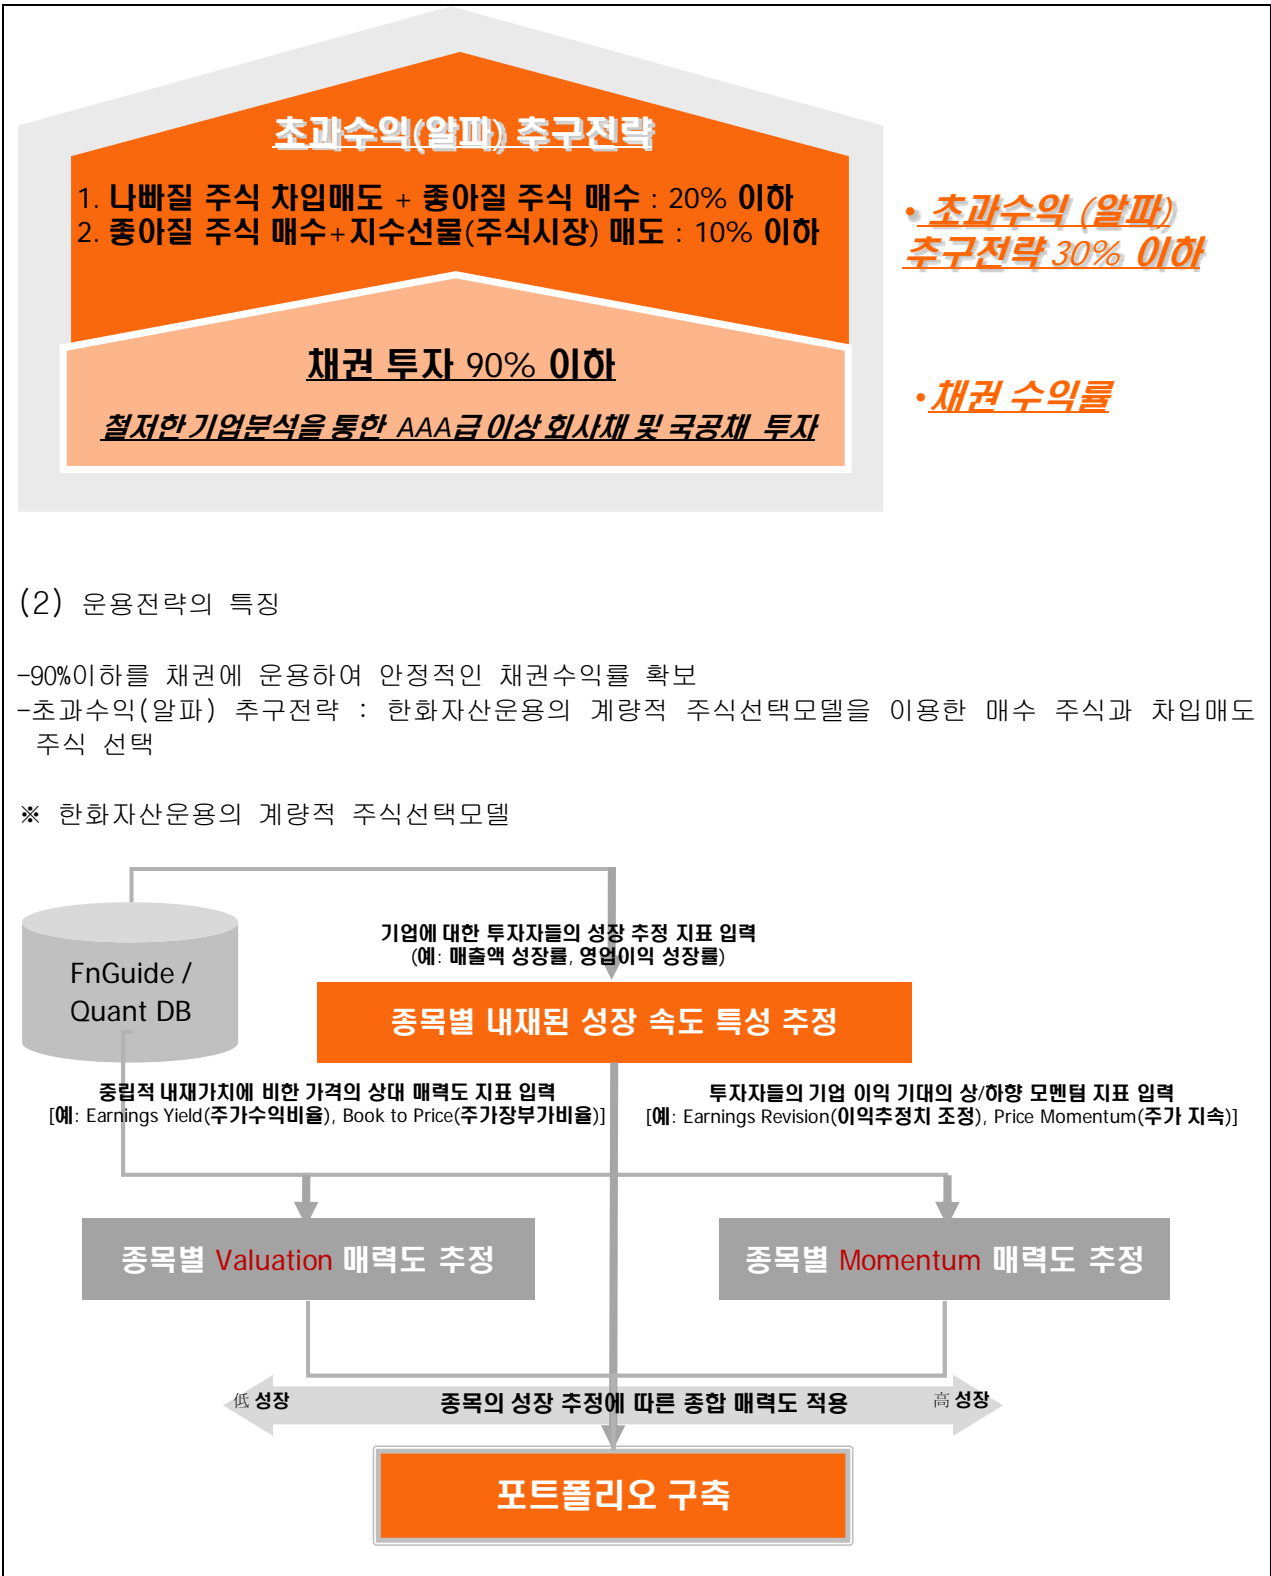 초과수익(알파) 추구전략
1. 나빠질 주식 차입매도 + 좋아질 주식 매수 : 20% 이하
2. 좋아질 주식 매수+지수선물(주식시장) 매도 : 10% 이하
• 초과수익 (알파)
추구전략 30% 이하
채권 투자 90% 이하
철저한 기업분석을 통한 AAA급 이상 회사채 및 국공채 투자
•채권 수익률
(2) 운용전략의 특징
-90%이하를 채권에 운용하여 안정적인 채권수익률 확보
-초과수익(알파) 추구전략 : 한화자산운용의 계량적 주식선택모델을 이용한 매수 주식과 차입매도
주식 선택
※ 한화자산운용의 계량적 주식선택모델
기업에 대한 투자자들의 성장 추정 지표 입력
(예: 매출액 성장률, 영업이익 성장률)
FnGuide /
Quant DB
종목별 내재된 성장 속도 특성 추정
중립적 내재가치에 비한 가격의 상대 매력도 지표 입력
[예: Earnings Yield(주가수익비율), Book to Price(주가장부가비율)]
투자자들의 기업 이익 기대의 상/하향 모멘텀 지표 입력
[예: Earnings Revision(이익추정치 조정), Price Momentum(주가 지속)]
종목별 Valuation 매력도 추정
종목별 Momentum 매력도 추정
低 성장
종목의 성장 추정에 따른 종합 매력도 적용
高 성장
포트폴리오 구축